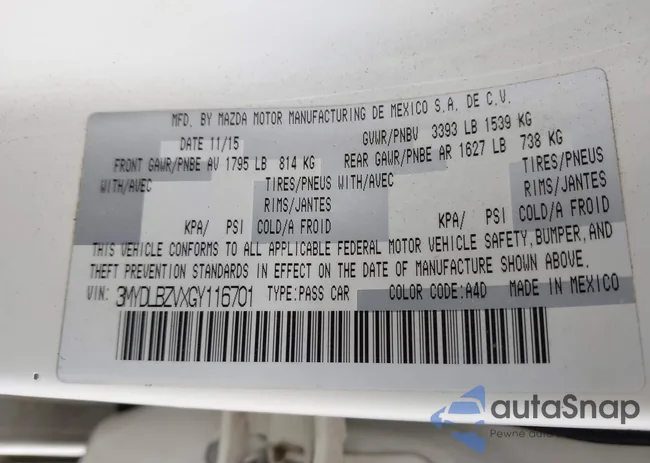 MFD. BY MAZDA MOTOR MANUFACTURING DE MEXICO S.A. DE C.V.
DATE 11/15 GVWR/PNBV 3393 LB 1539 KG
FRONT GAWR/PNBE AV 1795 LB 814 KG REAR GAWR/PNBE AR 1627 LB 738 KG
WITH/AVEC TIRES/PNEUS WITH/AVEC TIRES/PNEUS
RIMS/JANTES RIMS/JANTES
KPA/ PSI COLD/A FROID KPA/ PSI COLD/A FROID
THIS VEHICLE CONFORMS TO ALL APPLICABLE FEDERAL MOTOR VEHICLE SAFETY, BUMPER, AND
THEFT PREVENTION STANDARDS IN EFFECT ON THE DATE OF MANUFACTURE SHOWN ABOVE.
VIN: 3MYDLBZVXGY116701 TYPE:PASS CAR COLOR CODE:A4D MADE IN MEXICO
autaSnap
Pewne auta